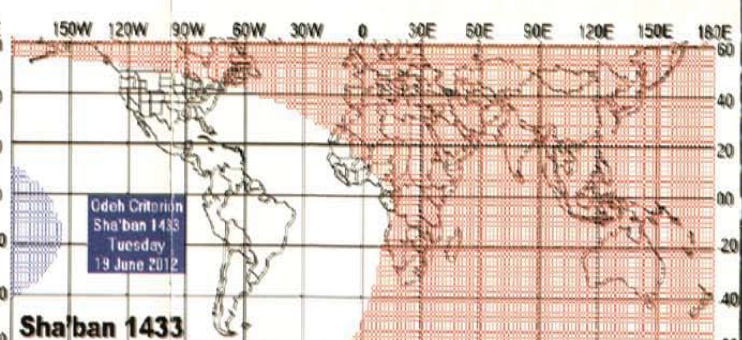 150W 120W 90W 60W 30W 0 30E 60E 90E 120E 150E 180E
60
40
20
00
-20
-40
Odeh Criterion
Sha'ban 1433
Tuesday
19 June 2012
Sha'ban 1433